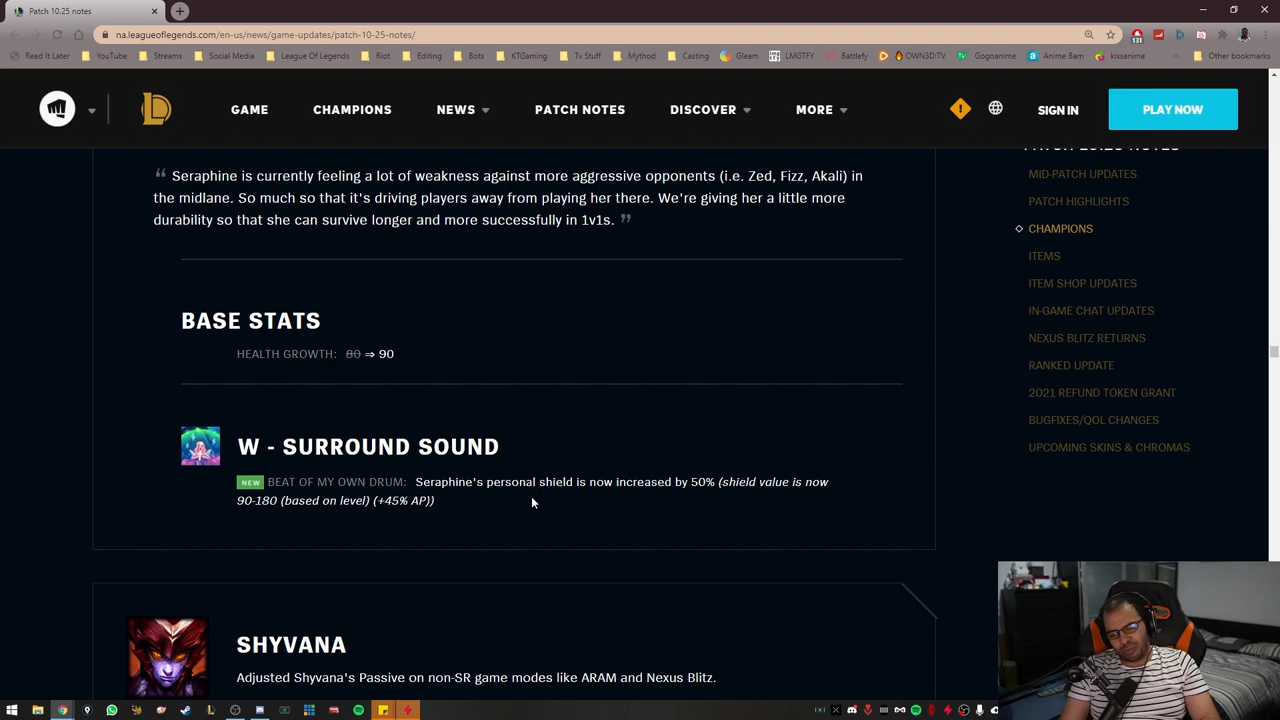 Patch 10.25 notes
na.leagueoflegends.com/en-us/news/game-updates/patch-10-25-notes/
131
Read It Later YouTube Streams Social Media League Of Legends Riot Editing Bots KTGaming Tv Stuff Mythod Casting Gleam LMGTFY Battlefy OWN3D:TV Gogoanime Anime Bam kissanime Other bookmarks
GAME CHAMPIONS NEWS PATCH NOTES DISCOVER MORE SIGN IN PLAY NOW
PATCH 10.25 NOTES
MID-PATCH UPDATES
PATCH HIGHLIGHTS
CHAMPIONS
ITEMS
ITEM SHOP UPDATES
IN-GAME CHAT UPDATES
NEXUS BLITZ RETURNS
RANKED UPDATE
2021 REFUND TOKEN GRANT
BUGFIXES/QOL CHANGES
UPCOMING SKINS & CHROMAS
“ Seraphine is currently feeling a lot of weakness against more aggressive opponents (i.e. Zed, Fizz, Akali) in
the midlane. So much so that it's driving players away from playing her there. We're giving her a little more
durability so that she can survive longer and more successfully in 1v1s. ”
BASE STATS
HEALTH GROWTH: 80 ⇒ 90
W - SURROUND SOUND
NEW BEAT OF MY OWN DRUM: Seraphine's personal shield is now increased by 50% (shield value is now
90-180 (based on level) (+45% AP))
SHYVANA
Adjusted Shyvana's Passive on non-SR game modes like ARAM and Nexus Blitz.